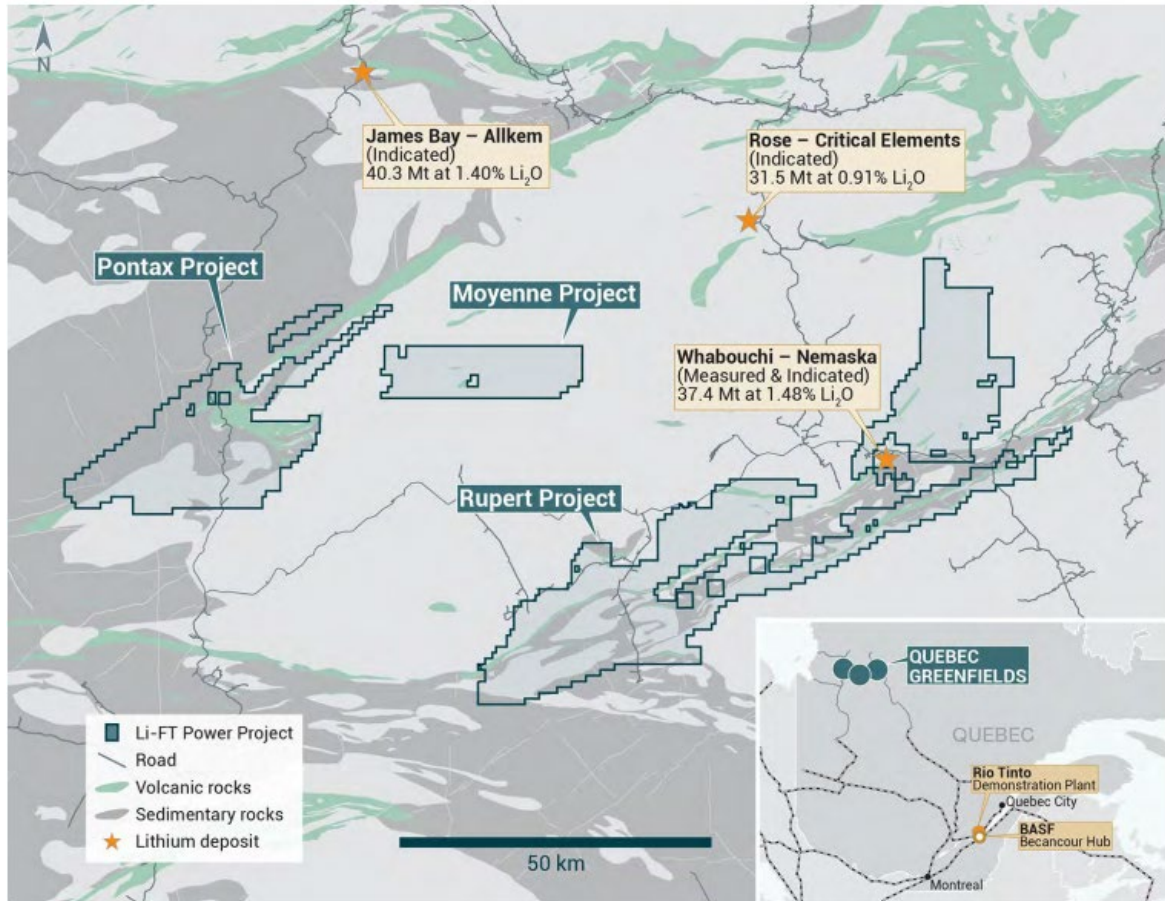 N
James Bay – Allkem
(Indicated)
40.3 Mt at 1.40% Li₂O
Rose – Critical Elements
(Indicated)
31.5 Mt at 0.91% Li₂O
Pontax Project
Moyenne Project
Whabouchi – Nemaska
(Measured & Indicated)
37.4 Mt at 1.48% Li₂O
Rupert Project
Li-FT Power Project
Road
Volcanic rocks
Sedimentary rocks
Lithium deposit
50 km
QUEBEC
GREENFIELDS
QUEBEC
Rio Tinto
Demonstration Plant
Quebec City
BASF
Becancour Hub
Montreal